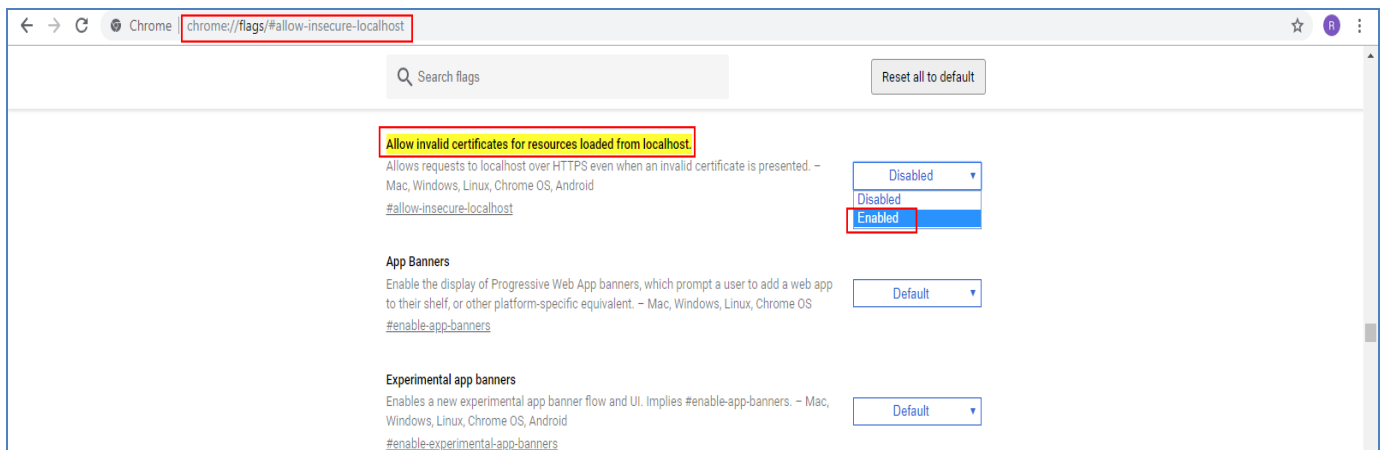 Chrome | chrome://flags/#allow-insecure-localhost
R
Search flags
Reset all to default
Allow invalid certificates for resources loaded from localhost.
Allows requests to localhost over HTTPS even when an invalid certificate is presented. –
Mac, Windows, Linux, Chrome OS, Android
#allow-insecure-localhost
Disabled
Disabled
Enabled
App Banners
Enable the display of Progressive Web App banners, which prompt a user to add a web app
to their shelf, or other platform-specific equivalent. – Mac, Windows, Linux, Chrome OS
#enable-app-banners
Default
Experimental app banners
Enables a new experimental app banner flow and UI. Implies #enable-app-banners. – Mac,
Windows, Linux, Chrome OS, Android
#enable-experimental-app-banners
Default